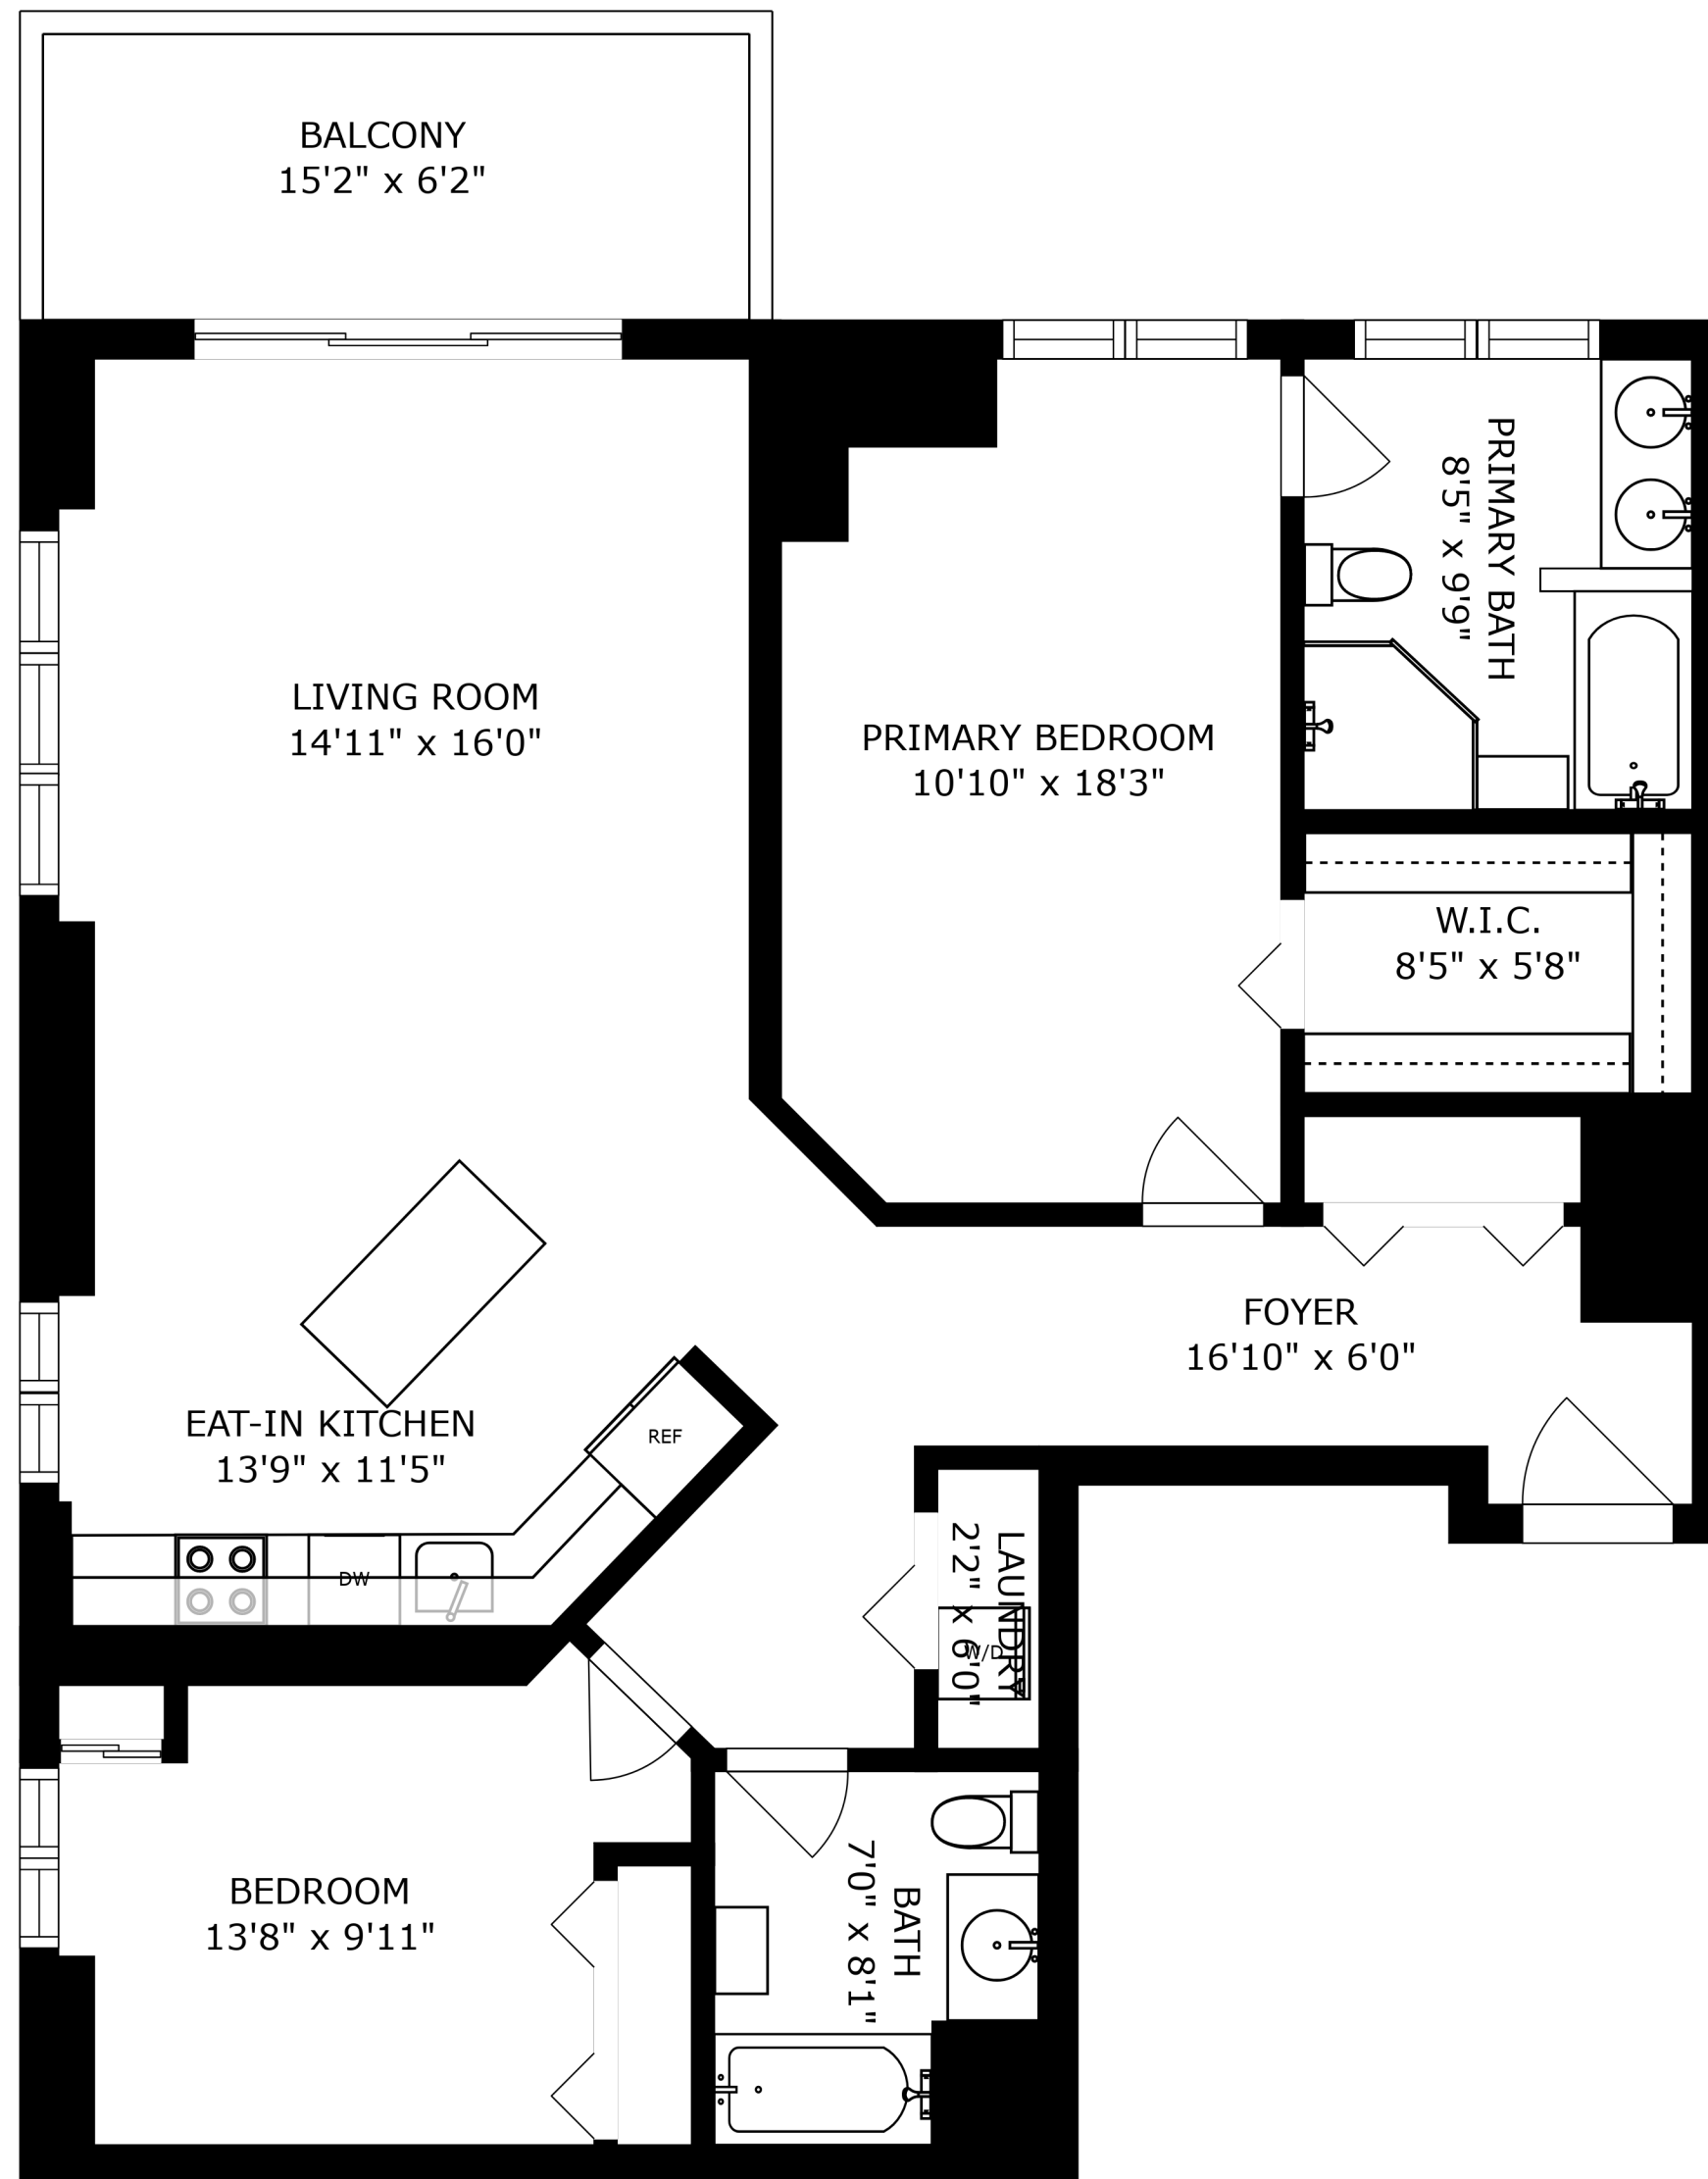 BALCONY
15'2" x 6'2"
PRIMARY BATH
8'5" x 9'9"
LIVING ROOM
14'11" x 16'0"
PRIMARY BEDROOM
10'10" x 18'3"
W.I.C.
8'5" x 5'8"
FOYER
16'10" x 6'0"
EAT-IN KITCHEN
13'9" x 11'5"
REF
DW
LAUNDRY
2'2" x 6'0"
W/D
BEDROOM
13'8" x 9'11"
BATH
7'0" x 8'1"